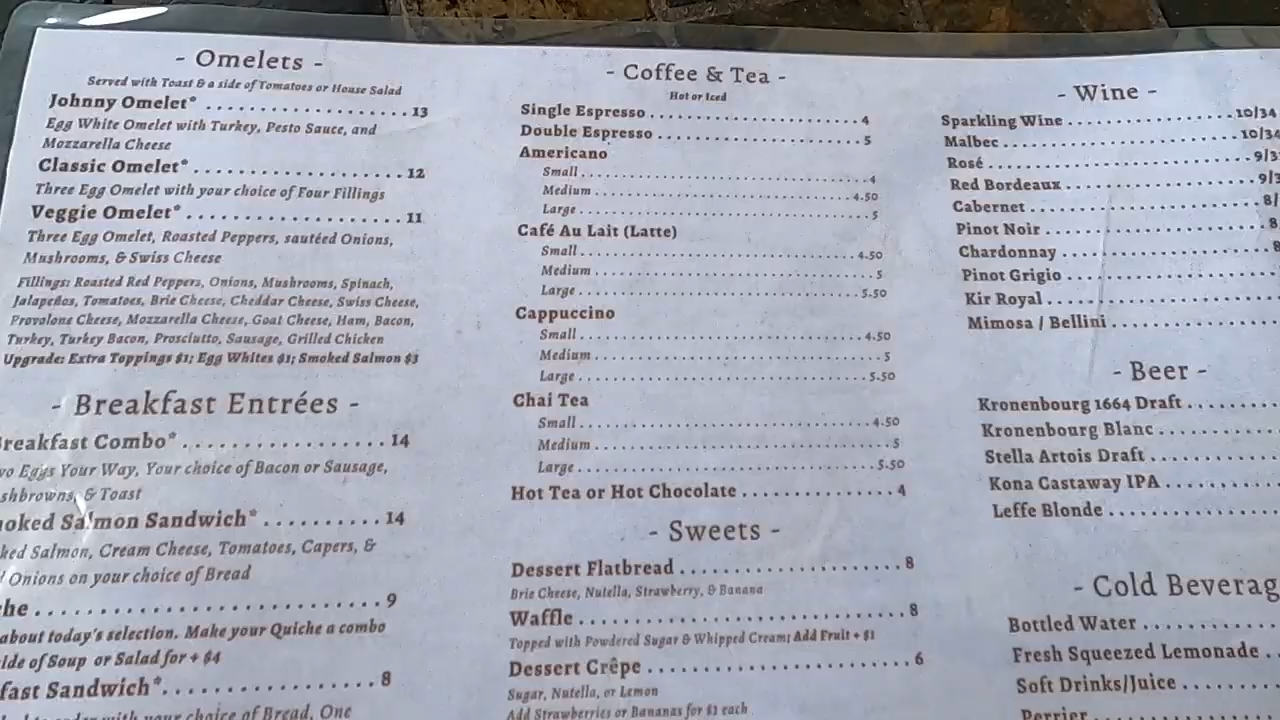 - Omelets -
Served with Toast & a side of Tomatoes or House Salad
Johnny Omelet* . . . . . . . . . . . . . . . . . . 13
Egg White Omelet with Turkey, Pesto Sauce, and
Mozzarella Cheese
Classic Omelet* . . . . . . . . . . . . . . . . . . 12
Three Egg Omelet with your choice of Four Fillings
Veggie Omelet* . . . . . . . . . . . . . . . . . . 11
Three Egg Omelet, Roasted Peppers, sautéed Onions,
Mushrooms, & Swiss Cheese
Fillings: Roasted Red Peppers, Onions, Mushrooms, Spinach,
Jalapeños, Tomatoes, Brie Cheese, Cheddar Cheese, Swiss Cheese,
Provolone Cheese, Mozzarella Cheese, Goat Cheese, Ham, Bacon,
Turkey, Turkey Bacon, Prosciutto, Sausage, Grilled Chicken
Upgrade: Extra Toppings $1; Egg Whites $1; Smoked Salmon $3
- Breakfast Entrées -
Breakfast Combo* . . . . . . . . . . . . . . . . 14
Eggs Your Way, Your choice of Bacon or Sausage,
& Toast
Salmon Sandwich* . . . . . . . . . . 14
Salmon, Cream Cheese, Tomatoes, Capers, &
Onions on your choice of Bread
. . . . . . . . . . . . . . . . . . . . . . . . 9
about today's selection. Make your Quiche a combo
of Soup or Salad for + $4
Sandwich* . . . . . . . . . . . . . . . . 8
with your choice of Bread, One
- Coffee & Tea -
Hot or Iced
Single Espresso . . . . . . . . . . . . . . . . . . 4
Double Espresso . . . . . . . . . . . . . . . . . . 5
Americano
Small . . . . . . . . . . . . . . . . . . 4
Medium . . . . . . . . . . . . . . . . . . 4.50
Large . . . . . . . . . . . . . . . . . . 5
Café Au Lait (Latte)
Small . . . . . . . . . . . . . . . . . . 4.50
Medium . . . . . . . . . . . . . . . . . . 5
Large . . . . . . . . . . . . . . . . . . 5.50
Cappuccino
Small . . . . . . . . . . . . . . . . . . 4.50
Medium . . . . . . . . . . . . . . . . . . 5
Large . . . . . . . . . . . . . . . . . . 5.50
Chai Tea
Small . . . . . . . . . . . . . . . . . . 4.50
Medium . . . . . . . . . . . . . . . . . . 5
Large . . . . . . . . . . . . . . . . . . 5.50
Hot Tea or Hot Chocolate . . . . . . . . . . . . 4
- Sweets -
Dessert Flatbread . . . . . . . . . . . . . . . . 8
Brie Cheese, Nutella, Strawberry, & Banana
Waffle . . . . . . . . . . . . . . . . . . . . . . 8
Topped with Powdered Sugar & Whipped Cream; Add Fruit + $1
Dessert Crêpe . . . . . . . . . . . . . . . . . . 6
Sugar, Nutella, or Lemon
Add Strawberries or Bananas for $1 each
- Wine -
Sparkling Wine . . . . . . . . . . . . . . . . 10/34
Malbec . . . . . . . . . . . . . . . . . . . . 10/34
Rosé . . . . . . . . . . . . . . . . . . . . . 9/3
Red Bordeaux . . . . . . . . . . . . . . . . . 9/3
Cabernet . . . . . . . . . . . . . . . . . . . 8/
Pinot Noir . . . . . . . . . . . . . . . . . . 8
Chardonnay . . . . . . . . . . . . . . . . . . 8
Pinot Grigio . . . . . . . . . . . . . . . . . .
Kir Royal . . . . . . . . . . . . . . . . . .
Mimosa / Bellini . . . . . . . . . . . . . . . .
- Beer -
Kronenbourg 1664 Draft . . . . . . . .
Kronenbourg Blanc . . . . . . . . . .
Stella Artois Draft . . . . . . . . . .
Kona Castaway IPA . . . . . . . . . .
Leffe Blonde . . . . . . . . . . . . . .
- Cold Beverag
Bottled Water . . . . . . . . . . . .
Fresh Squeezed Lemonade . .
Soft Drinks/Juice . . . . . . . .
Perrier . . . . . . . .